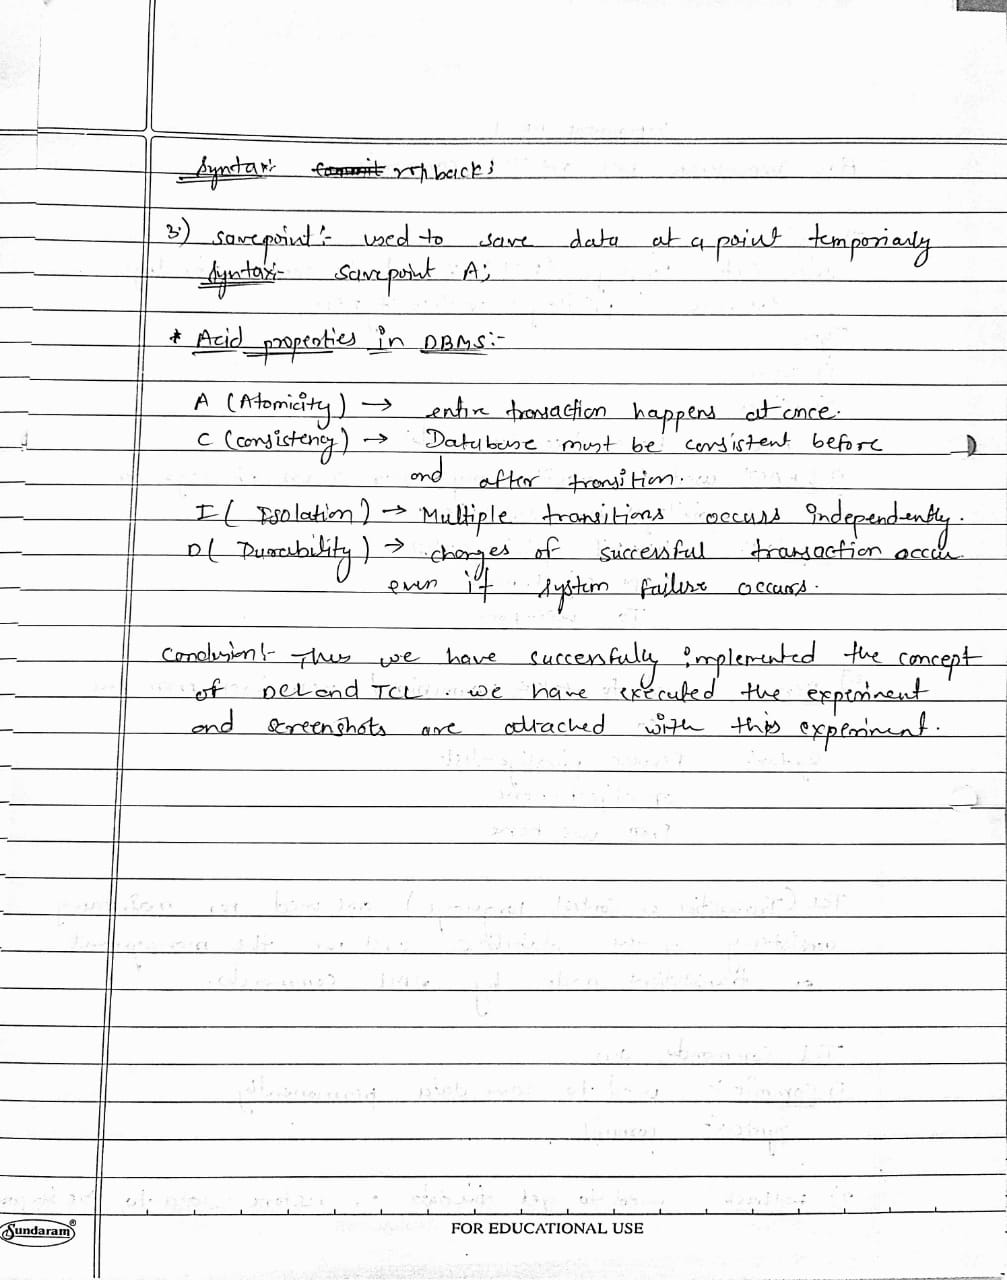 Syntax:- commit rollback;
3) savepoint:- used to save data at a point temporarily
Syntax:- Savepoint A;
* Acid properties in DBMS:-
A (Atomicity) → entire transaction happens at once.
C (consistency) → Database must be consistent before
and after transition.
I ( Isolation) → Multiple transitions occurs independently.
D( Durability) → changes of successful transaction occur
even if system failure occurs.
Conclusion:- Thus we have successfully implemented the concept
of DCL and TCL. We have executed the experiment
and screenshots are attached with this experiment.
Sundaram®
FOR EDUCATIONAL USE